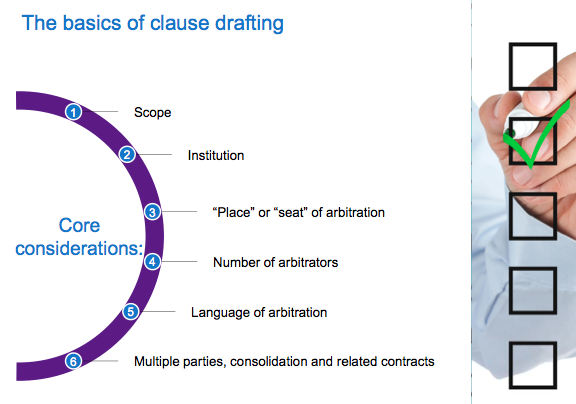 The basics of clause drafting
1 Scope
2 Institution
3 “Place” or “seat” of arbitration
Core
considerations:
4 Number of arbitrators
5 Language of arbitration
6 Multiple parties, consolidation and related contracts